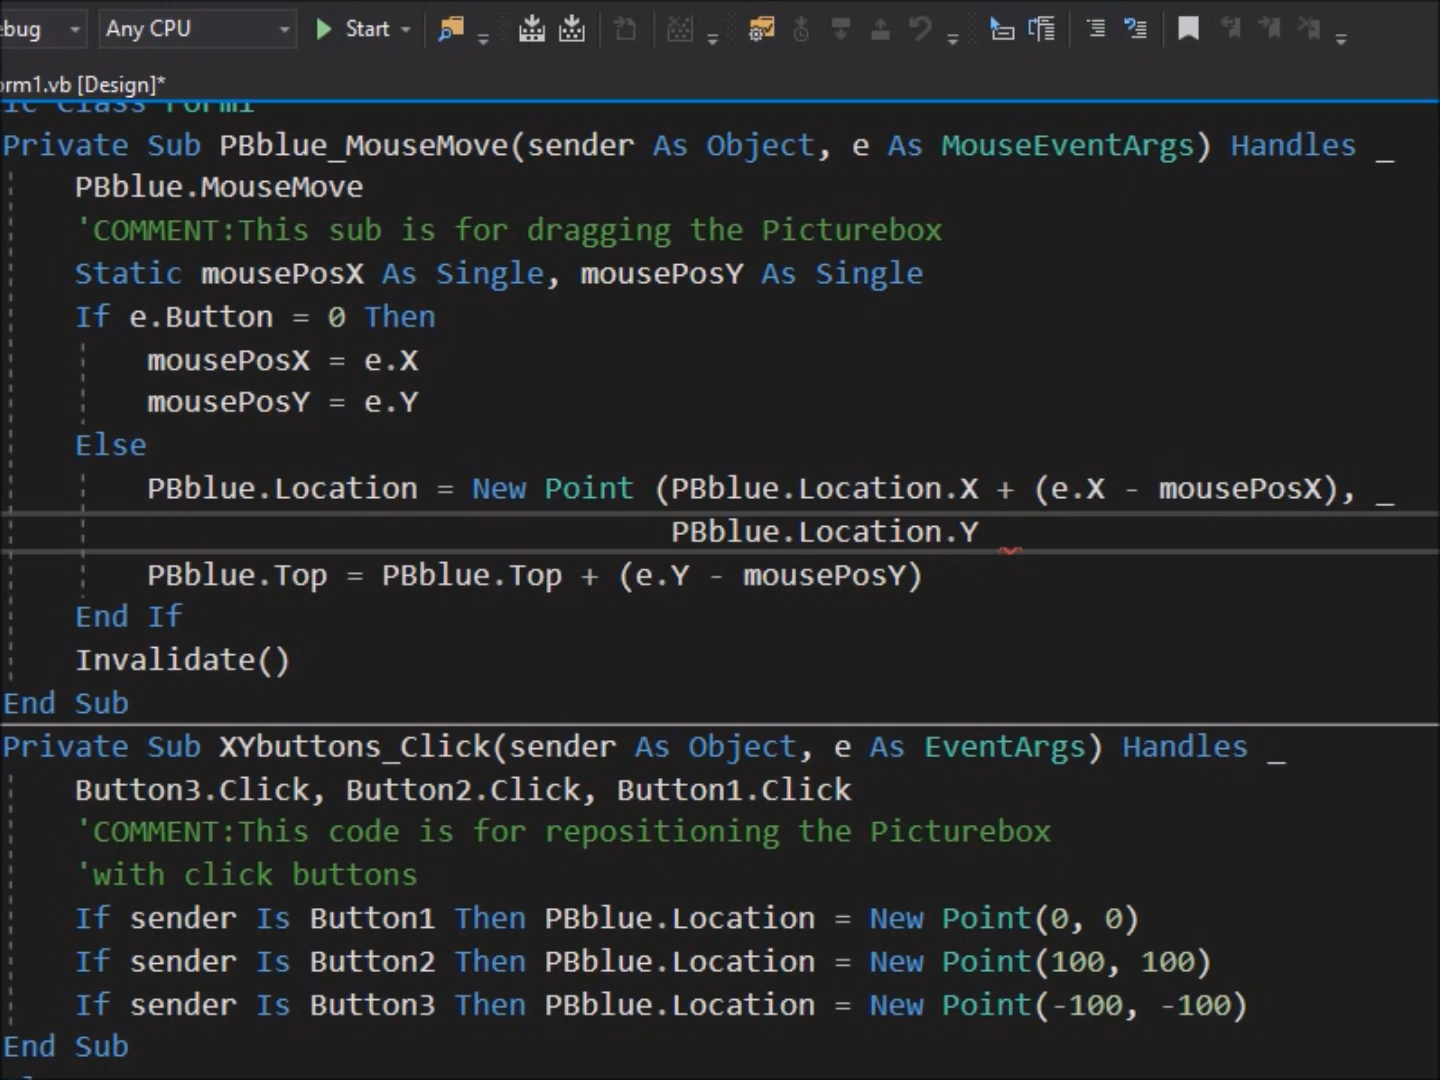 ebug Any CPU Start
orm1.vb [Design]*
ic Class Form1
Private Sub PBblue_MouseMove(sender As Object, e As MouseEventArgs) Handles _
PBblue.MouseMove
'COMMENT:This sub is for dragging the Picturebox
Static mousePosX As Single, mousePosY As Single
If e.Button = 0 Then
mousePosX = e.X
mousePosY = e.Y
Else
PBblue.Location = New Point (PBblue.Location.X + (e.X - mousePosX), _
PBblue.Location.Y
PBblue.Top = PBblue.Top + (e.Y - mousePosY)
End If
Invalidate()
End Sub
Private Sub XYbuttons_Click(sender As Object, e As EventArgs) Handles _
Button3.Click, Button2.Click, Button1.Click
'COMMENT:This code is for repositioning the Picturebox
'with click buttons
If sender Is Button1 Then PBblue.Location = New Point(0, 0)
If sender Is Button2 Then PBblue.Location = New Point(100, 100)
If sender Is Button3 Then PBblue.Location = New Point(-100, -100)
End Sub